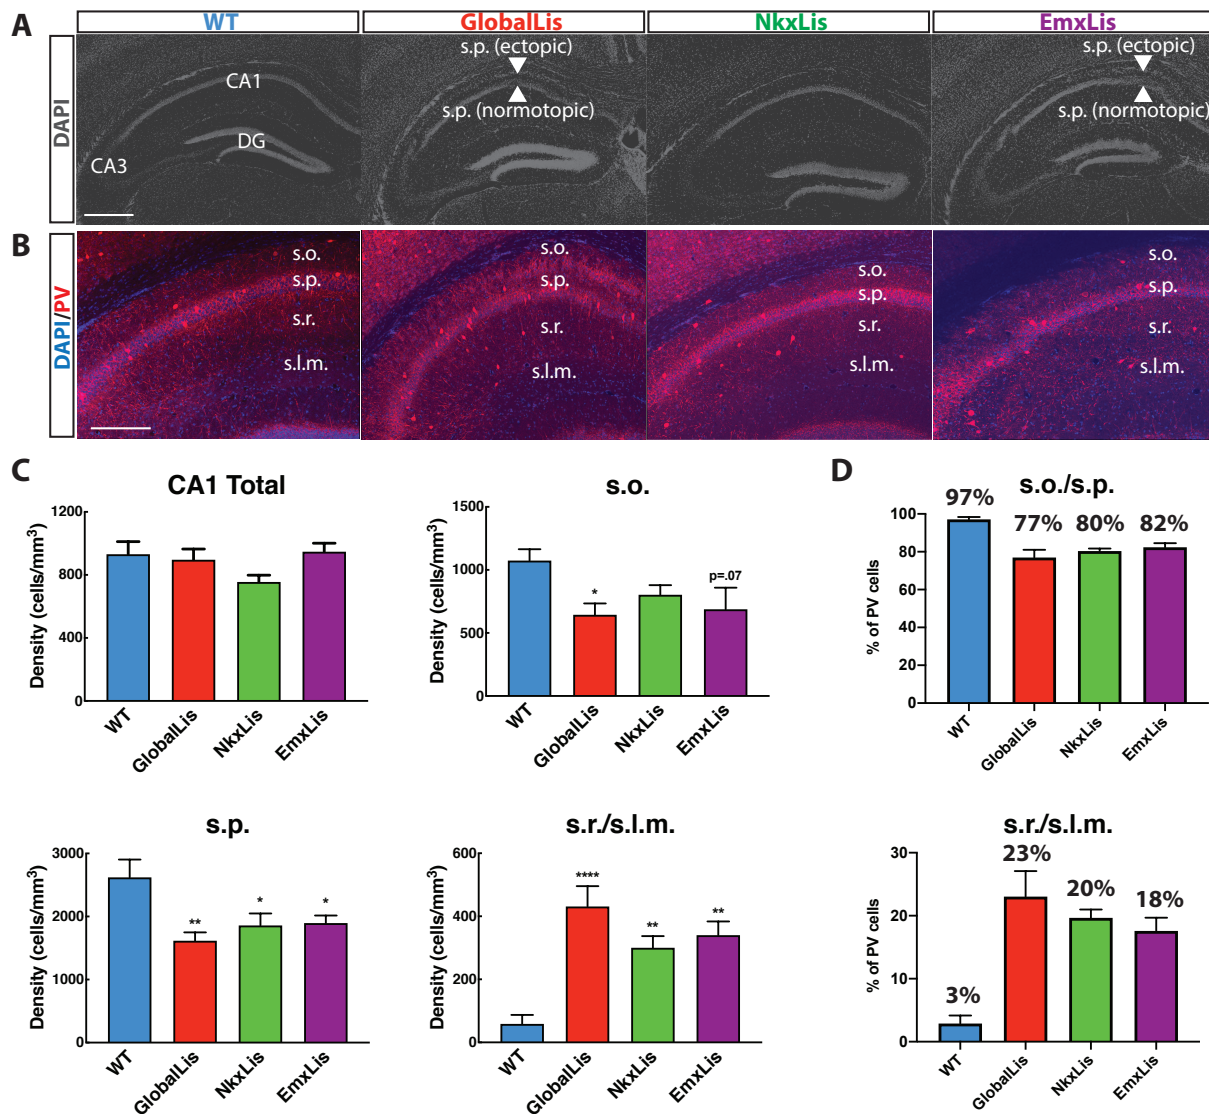 A
WT
GlobalLis
NkxLis
EmxLis
DAPI
CA1
DG
CA3
s.p. (ectopic)
s.p. (normotopic)
s.p. (ectopic)
s.p. (normotopic)
B
DAPI/PV
s.o.
s.p.
s.r.
s.l.m.
s.o.
s.p.
s.r.
s.l.m.
s.o.
s.p.
s.r.
s.l.m.
s.o.
s.p.
s.r.
s.l.m.
C
CA1 Total
Density (cells/mm³)
1200
800
400
0
WT
GlobalLis
NkxLis
EmxLis
s.o.
Density (cells/mm³)
1500
1000
500
0
*
p=.07
WT
GlobalLis
NkxLis
EmxLis
D
s.o./s.p.
% of PV cells
100
80
60
40
20
0
97%
77%
80%
82%
WT
GlobalLis
NkxLis
EmxLis
s.p.
Density (cells/mm³)
3000
2000
1000
0
**
*
*
WT
GlobalLis
NkxLis
EmxLis
s.r./s.l.m.
Density (cells/mm³)
600
400
200
0
****
**
**
WT
GlobalLis
NkxLis
EmxLis
s.r./s.l.m.
% of PV cells
30
20
10
0
3%
23%
20%
18%
WT
GlobalLis
NkxLis
EmxLis